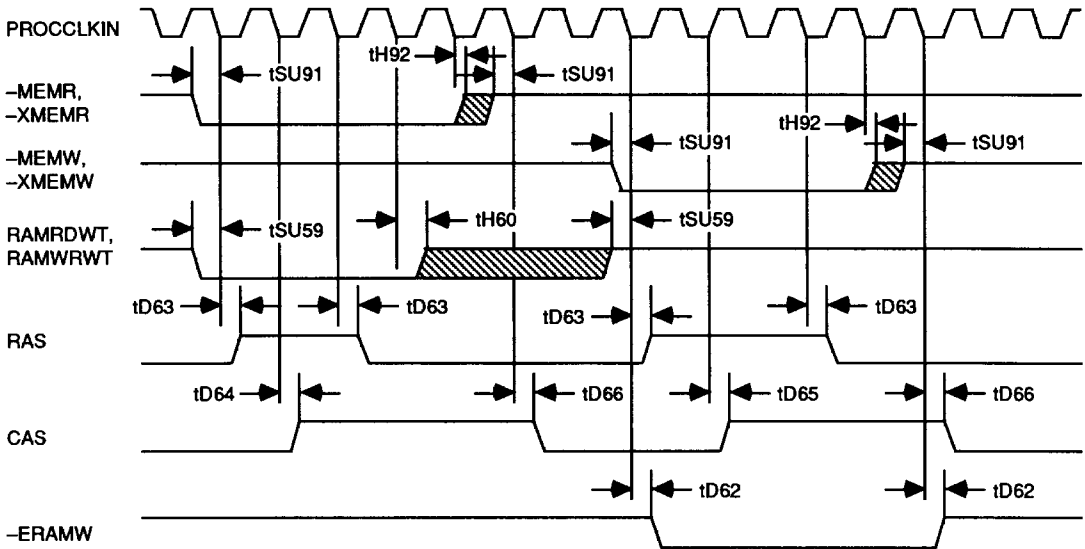 PROCCLKIN
tH92
tSU91
tSU91
–MEMR,
–XMEMR
tH92
tSU91
tSU91
–MEMW,
–XMEMW
tSU59
tH60
tSU59
RAMRDWT,
RAMWRWT
tD63
tD63
tD63
tD63
RAS
tD64
tD66
tD65
tD66
CAS
tD62
tD62
–ERAMW